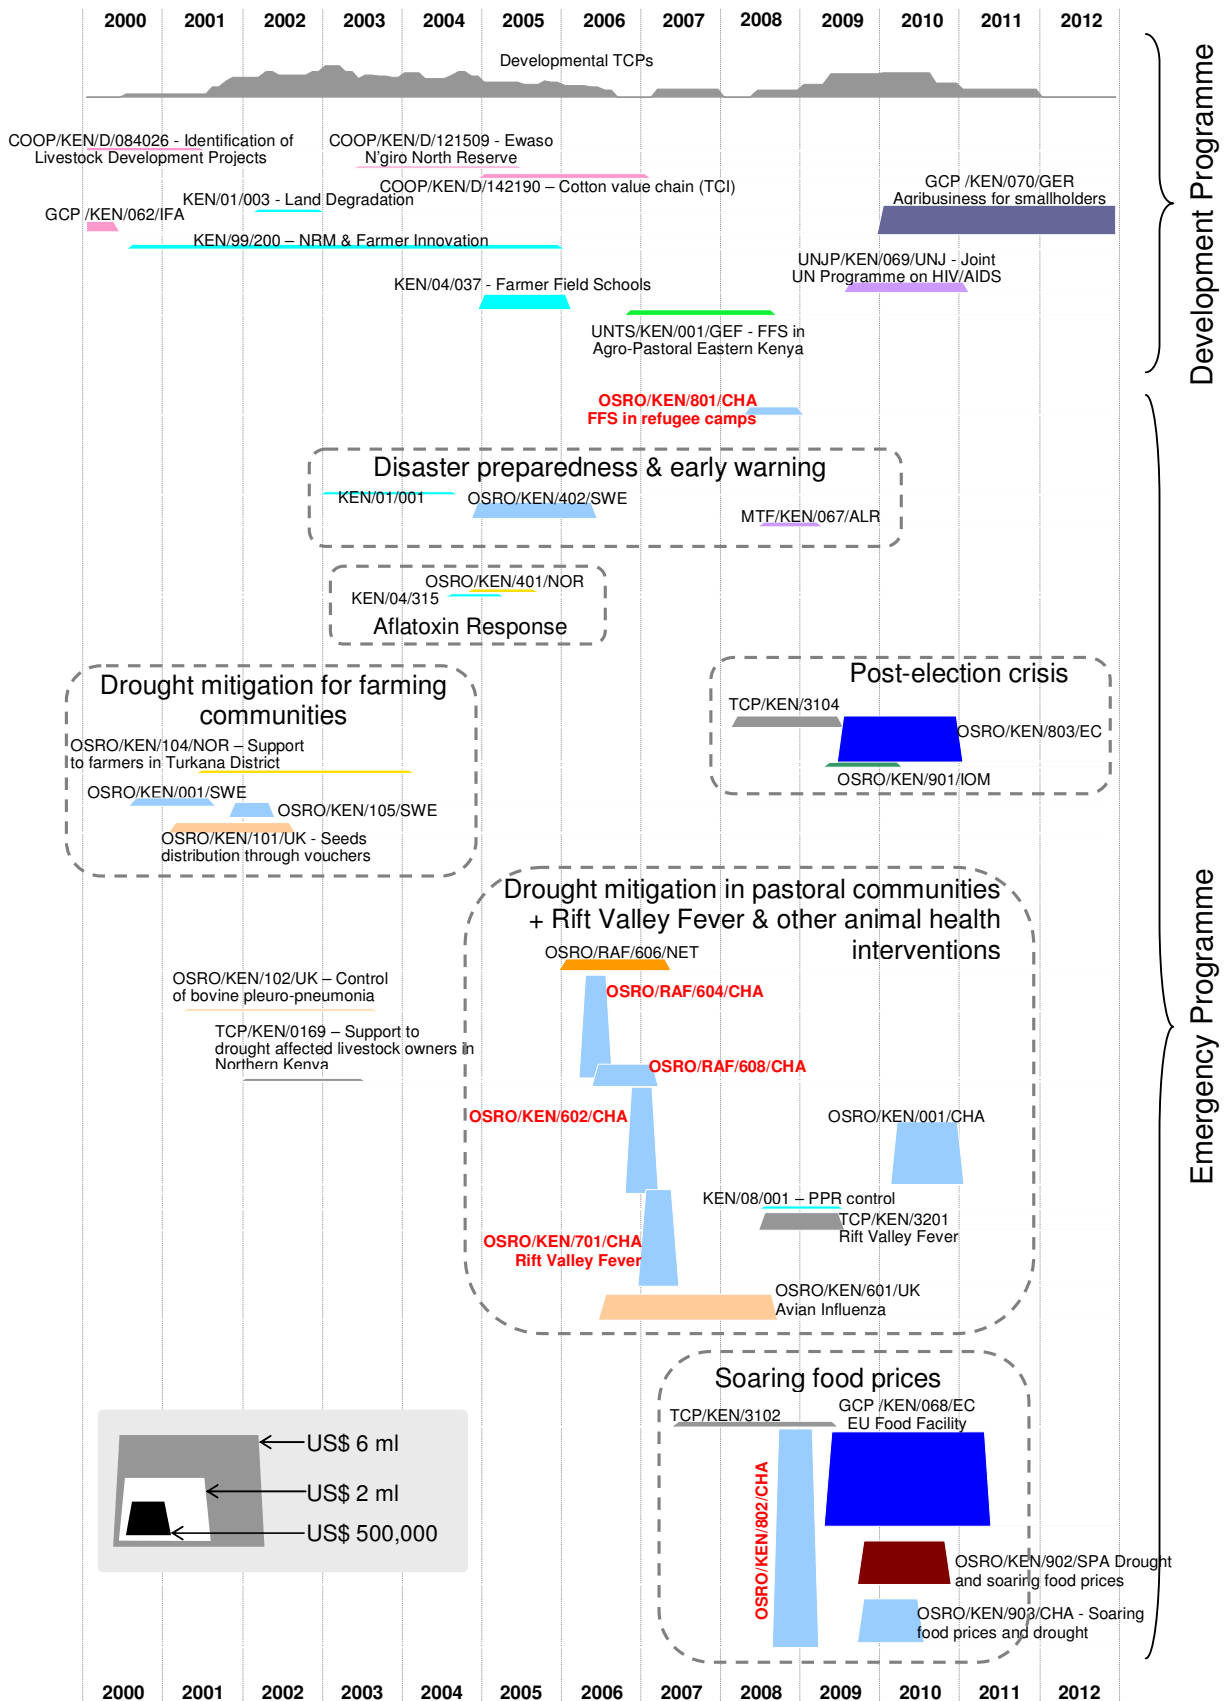 2000 2001 2002 2003 2004 2005 2006 2007 2008 2009 2010 2011 2012
Developmental TCPs
Development Programme
COOP/KEN/D/084026 - Identification of
Livestock Development Projects
COOP/KEN/D/121509 - Ewaso
N'giro North Reserve
COOP/KEN/D/142190 – Cotton value chain (TCI)
GCP /KEN/070/GER
Agribusiness for smallholders
KEN/01/003 - Land Degradation
GCP /KEN/062/IFA
KEN/99/200 – NRM & Farmer Innovation
UNJP/KEN/069/UNJ - Joint
UN Programme on HIV/AIDS
KEN/04/037 - Farmer Field Schools
UNTS/KEN/001/GEF - FFS in
Agro-Pastoral Eastern Kenya
OSRO/KEN/801/CHA
FFS in refugee camps
Emergency Programme
Disaster preparedness & early warning
KEN/01/001
OSRO/KEN/402/SWE
MTF/KEN/067/ALR
OSRO/KEN/401/NOR
KEN/04/315
Aflatoxin Response
Drought mitigation for farming
communities
OSRO/KEN/104/NOR – Support
to farmers in Turkana District
OSRO/KEN/001/SWE
OSRO/KEN/105/SWE
OSRO/KEN/101/UK - Seeds
distribution through vouchers
Post-election crisis
TCP/KEN/3104
OSRO/KEN/803/EC
OSRO/KEN/901/IOM
Drought mitigation in pastoral communities
+ Rift Valley Fever & other animal health
interventions
OSRO/RAF/606/NET
OSRO/RAF/604/CHA
OSRO/KEN/102/UK – Control
of bovine pleuro-pneumonia
TCP/KEN/0169 – Support to
drought affected livestock owners in
Northern Kenya
OSRO/RAF/608/CHA
OSRO/KEN/602/CHA
OSRO/KEN/001/CHA
KEN/08/001 – PPR control
TCP/KEN/3201
Rift Valley Fever
OSRO/KEN/701/CHA
Rift Valley Fever
OSRO/KEN/601/UK
Avian Influenza
Soaring food prices
TCP/KEN/3102
GCP /KEN/068/EC
EU Food Facility
OSRO/KEN/802/CHA
OSRO/KEN/902/SPA Drought
and soaring food prices
OSRO/KEN/903/CHA - Soaring
food prices and drought
US$ 6 ml
US$ 2 ml
US$ 500,000
2000 2001 2002 2003 2004 2005 2006 2007 2008 2009 2010 2011 2012